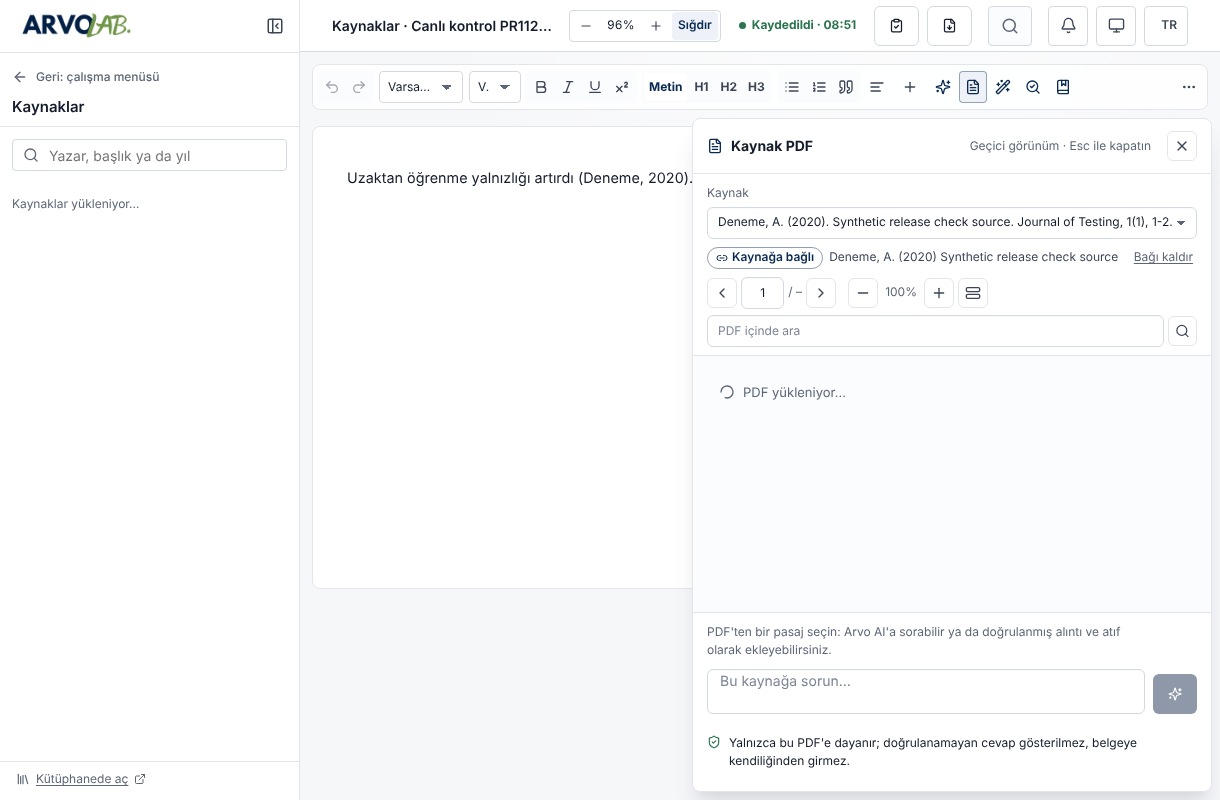 ARVOLAB.
Kaynaklar · Canlı kontrol PR112...
96%
Sığdır
Kaydedildi · 08:51
TR
Geri: çalışma menüsü
Kaynaklar
Yazar, başlık ya da yıl
Kaynaklar yükleniyor...
Kütüphanede aç
Varsa...
V.
B I U x²
Metin H1 H2 H3
Uzaktan öğrenme yalnızlığı artırdı (Deneme, 2020).
Kaynak PDF
Geçici görünüm · Esc ile kapatın
Kaynak
Deneme, A. (2020). Synthetic release check source. Journal of Testing, 1(1), 1-2.
Kaynağa bağlı
Deneme, A. (2020) Synthetic release check source
Bağı kaldır
1 / –
100%
PDF içinde ara
PDF yükleniyor...
PDF'ten bir pasaj seçin: Arvo AI'a sorabilir ya da doğrulanmış alıntı ve atıf
olarak ekleyebilirsiniz.
Bu kaynağa sorun...
Yalnızca bu PDF'e dayanır; doğrulanamayan cevap gösterilmez, belgeye
kendiliğinden girmez.